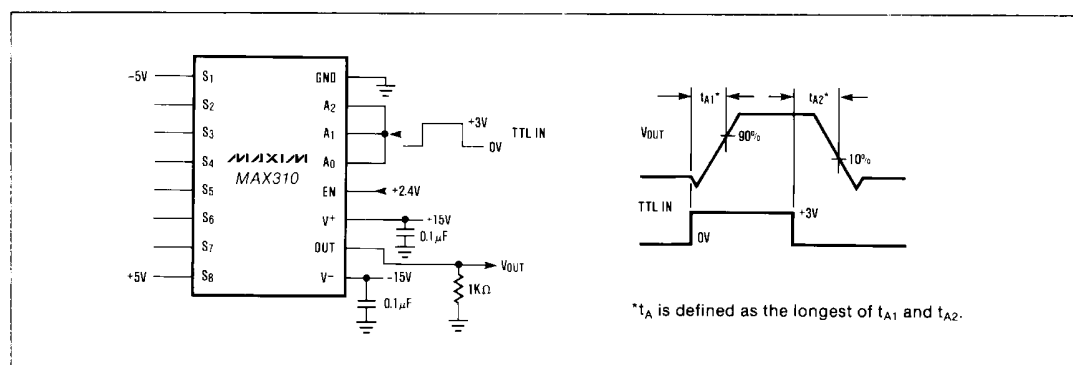 -5V S1 GND
S2 A2
S3 A1 +3V 0V TTL IN
S4 A0
MAXIM
MAX310
S5 EN +2.4V
S6 V+ +15V
0.1µF
S7 OUT VOUT
+5V S8 V- -15V
0.1µF
1KΩ
tA1* tA2*
VOUT 90% 10%
TTL IN +3V
0V
*tA is defined as the longest of tA1 and tA2.